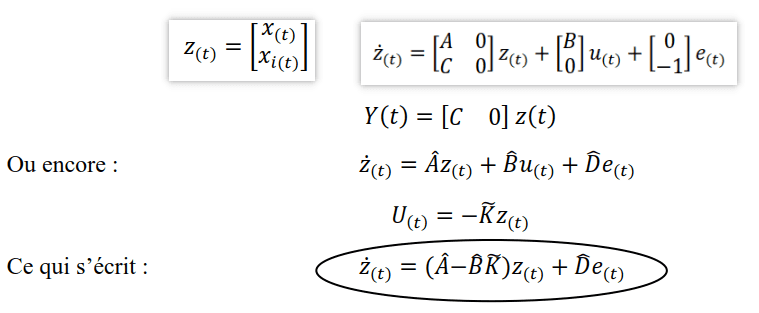 z(t) = [x(t) xi(t)] ż(t) = [A 0 C 0] z(t) + [B 0] u(t) + [0 −1] e(t)
Y(t) = [C 0] z(t)
Ou encore : ż(t) = Âz(t) + B̂u(t) + D̂e(t)
U(t) = −K̃z(t)
Ce qui s’écrit : ż(t) = (Â−B̂K̃)z(t) + D̂e(t)